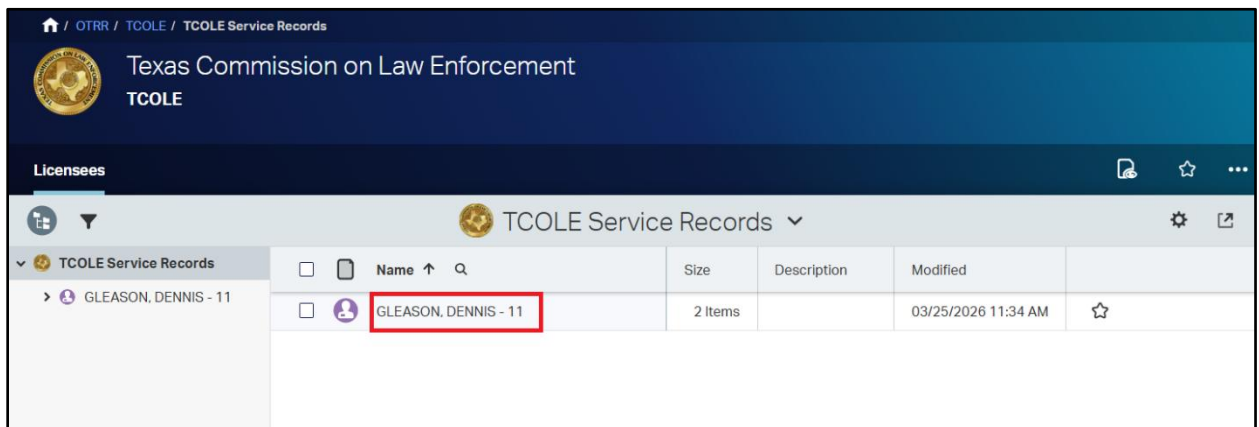 / OTRR / TCOLE / TCOLE Service Records
Texas Commission on Law Enforcement
TCOLE
Licensees
TCOLE Service Records
TCOLE Service Records
Name Size Description Modified
GLEASON, DENNIS - 11
GLEASON, DENNIS - 11 2 Items 03/25/2026 11:34 AM